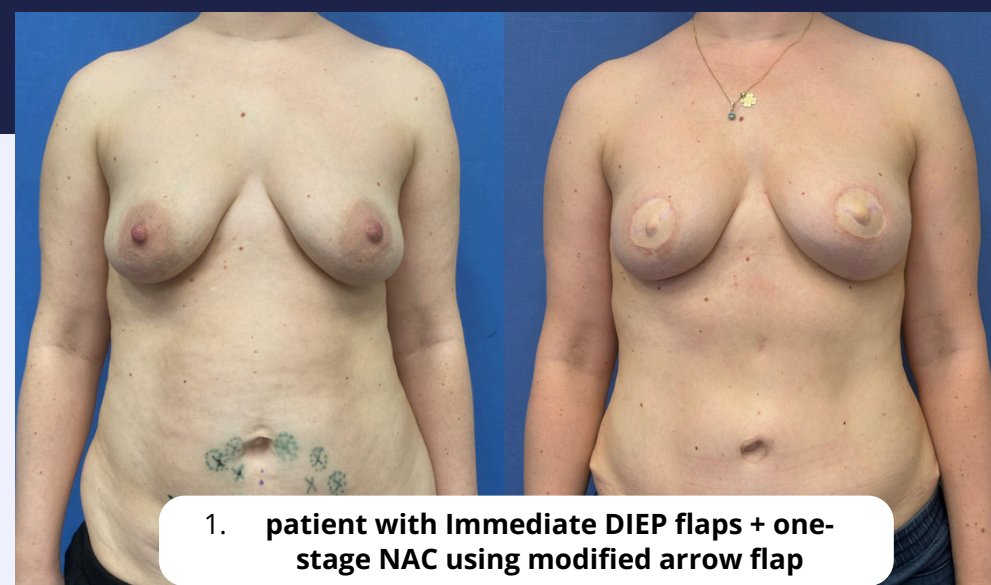 1. patient with Immediate DIEP flaps + one-
stage NAC using modified arrow flap